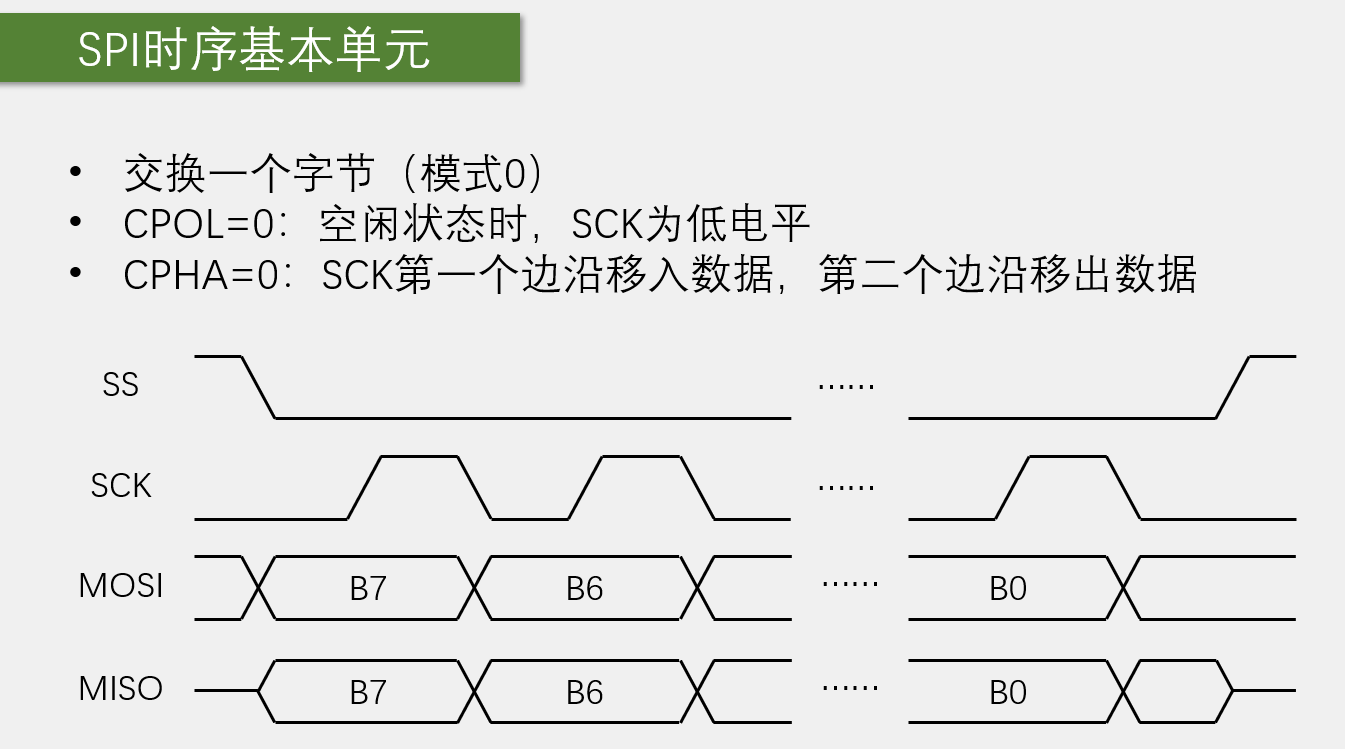 SPI时序基本单元
• 交换一个字节（模式0）
• CPOL=0：空闲状态时，SCK为低电平
• CPHA=0：SCK第一个边沿移入数据，第二个边沿移出数据
SS ……
SCK ……
MOSI B7 B6 …… B0
MISO B7 B6 …… B0